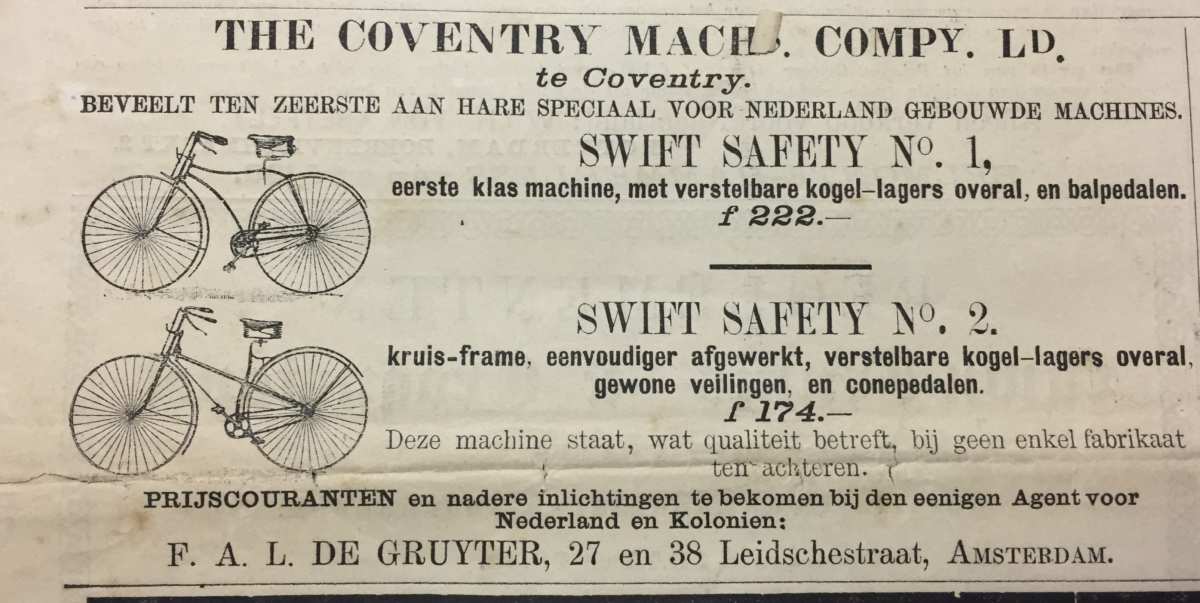 THE COVENTRY MACHS. COMPY. LD.
te Coventry.
BEVEELT TEN ZEERSTE AAN HARE SPECIAAL VOOR NEDERLAND GEBOUWDE MACHINES.
SWIFT SAFETY No. 1,
eerste klas machine, met verstelbare kogel-lagers overal, en balpedalen.
f 222.—
SWIFT SAFETY No. 2.
kruis-frame, eenvoudiger afgewerkt, verstelbare kogel-lagers overal,
gewone veilingen, en conepedalen.
f 174.—
Deze machine staat, wat qualiteit betreft, bij geen enkel fabrikaat
ten achteren.
PRIJSCOURANTEN en nadere inlichtingen te bekomen bij den eenigen Agent voor
Nederland en Kolonien:
F. A. L. DE GRUYTER, 27 en 38 Leidschestraat, AMSTERDAM.